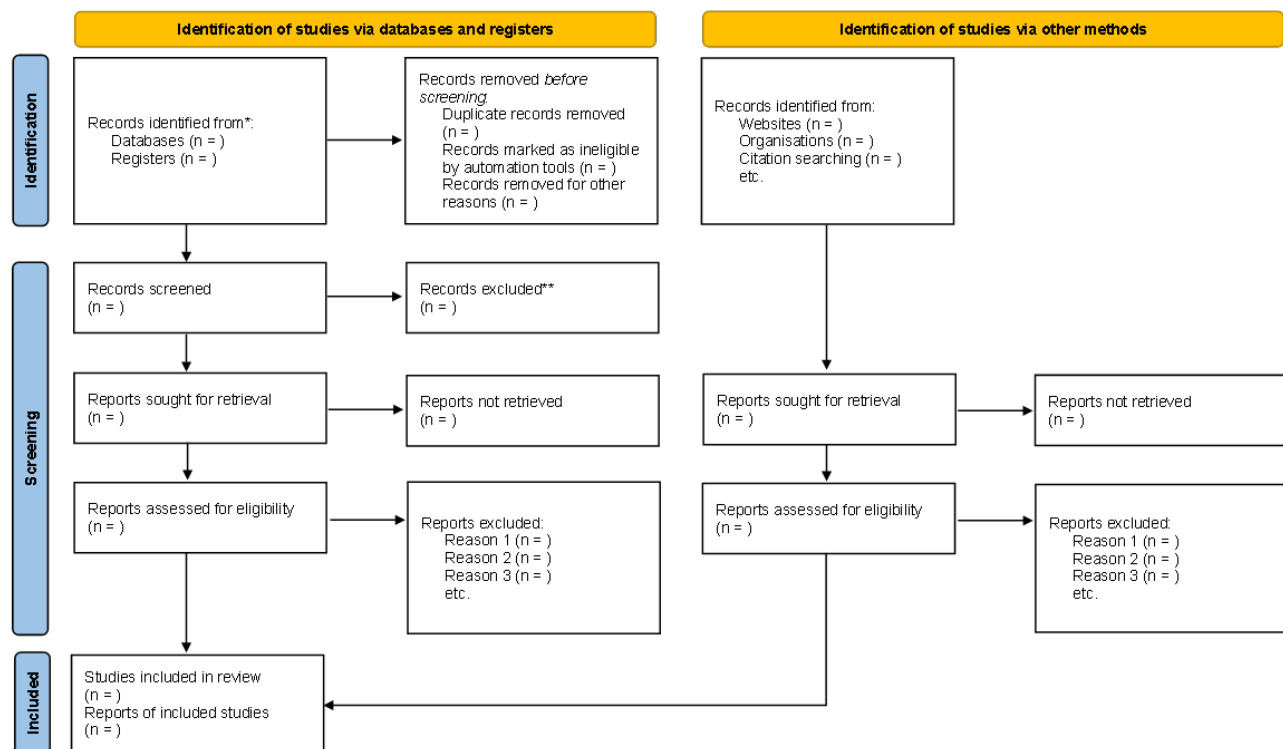 Identification of studies via databases and registers
Identification of studies via other methods
Identification
Records identified from*:
Databases (n = )
Registers (n = )
Records removed before
screening:
Duplicate records removed
(n = )
Records marked as ineligible
by automation tools (n = )
Records removed for other
reasons (n = )
Records identified from:
Websites (n = )
Organisations (n = )
Citation searching (n = )
etc.
Screening
Records screened
(n = )
Records excluded**
(n = )
Reports sought for retrieval
(n = )
Reports not retrieved
(n = )
Reports sought for retrieval
(n = )
Reports not retrieved
(n = )
Reports assessed for eligibility
(n = )
Reports excluded:
Reason 1 (n = )
Reason 2 (n = )
Reason 3 (n = )
etc.
Reports assessed for eligibility
(n = )
Reports excluded:
Reason 1 (n = )
Reason 2 (n = )
Reason 3 (n = )
etc.
Included
Studies included in review
(n = )
Reports of included studies
(n = )